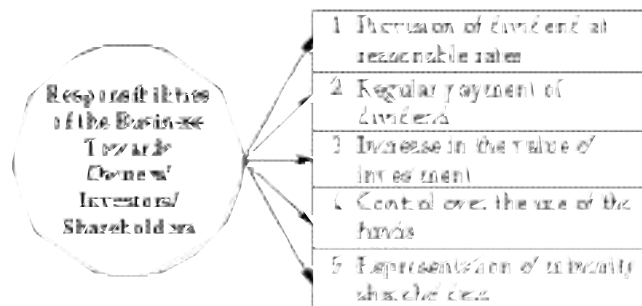 Responsibilities
of the Business
Towards
Owners/
Investors/
Shareholders
1 Provision of dividend at
reasonable rates
2 Regular payment of
dividend
3 Increase in the value of
investment
4 Control over the use of the
funds
5 Representation of minority
shareholders